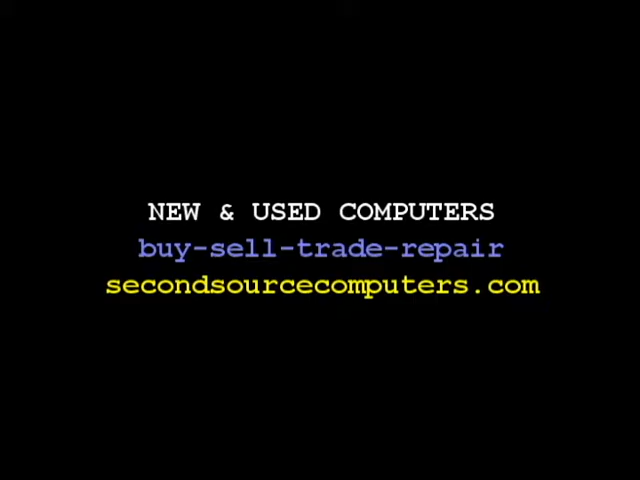 NEW & USED COMPUTERS
buy-sell-trade-repair
secondsourcecomputers.com